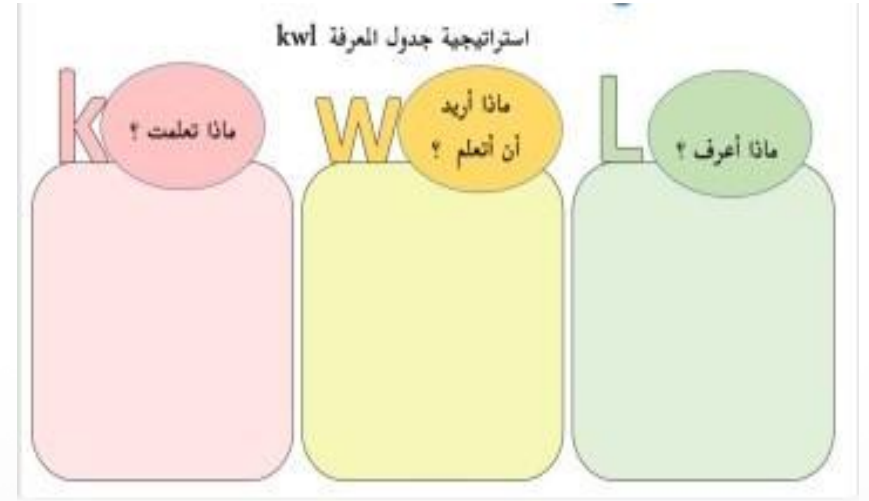 استراتيجية جدول المعرفة kwl
L
ماذا أعرف ؟
W
ماذا أريد
أن أتعلم ؟
k
ماذا تعلمت ؟